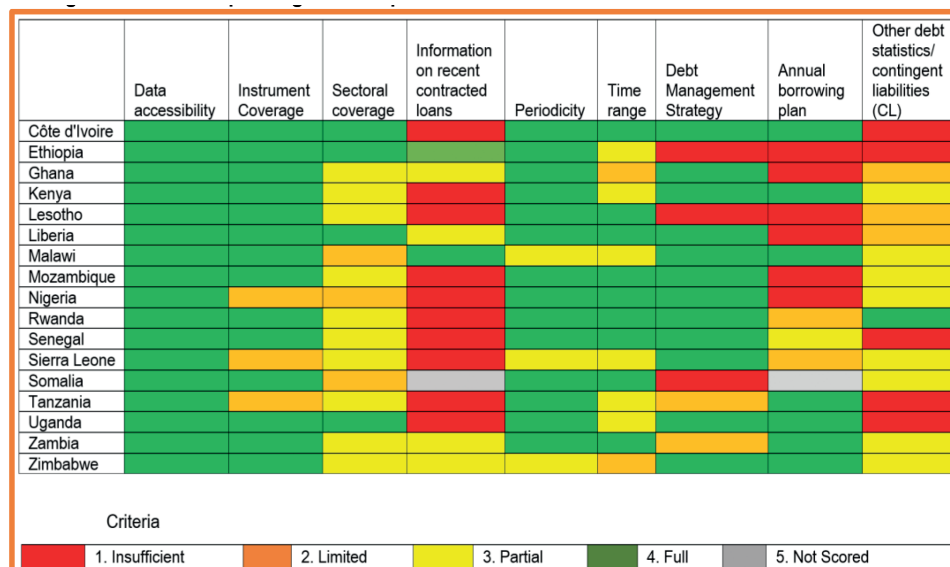 Data accessibility
Instrument Coverage
Sectoral coverage
Information on recent contracted loans
Periodicity
Time range
Debt Management Strategy
Annual borrowing plan
Other debt statistics/ contingent liabilities (CL)
Côte d'Ivoire
Ethiopia
Ghana
Kenya
Lesotho
Liberia
Malawi
Mozambique
Nigeria
Rwanda
Senegal
Sierra Leone
Somalia
Tanzania
Uganda
Zambia
Zimbabwe
Criteria
1. Insufficient
2. Limited
3. Partial
4. Full
5. Not Scored